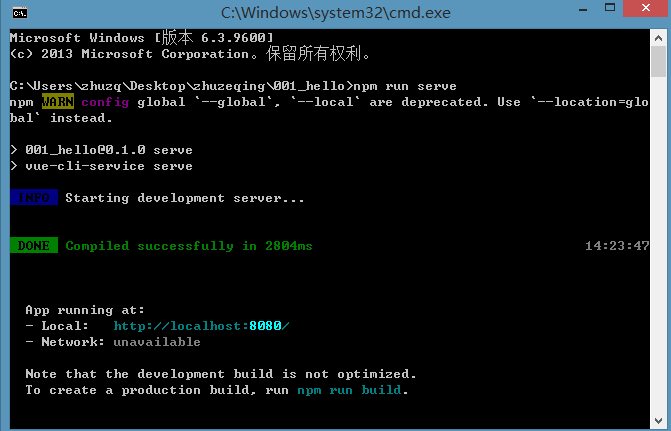 C:\Windows\system32\cmd.exe
Microsoft Windows [版本 6.3.9600]
(c) 2013 Microsoft Corporation。保留所有权利。
C:\Users\zhuzq\Desktop\zhuzeqing\001_hello>npm run serve
npm WARN config global `--global`, `--local` are deprecated. Use `--location=glo
bal` instead.
> 001_hello@0.1.0 serve
> vue-cli-service serve
INFO Starting development server...
DONE Compiled successfully in 2804ms 14:23:47
App running at:
- Local: http://localhost:8080/
- Network: unavailable
Note that the development build is not optimized.
To create a production build, run npm run build.